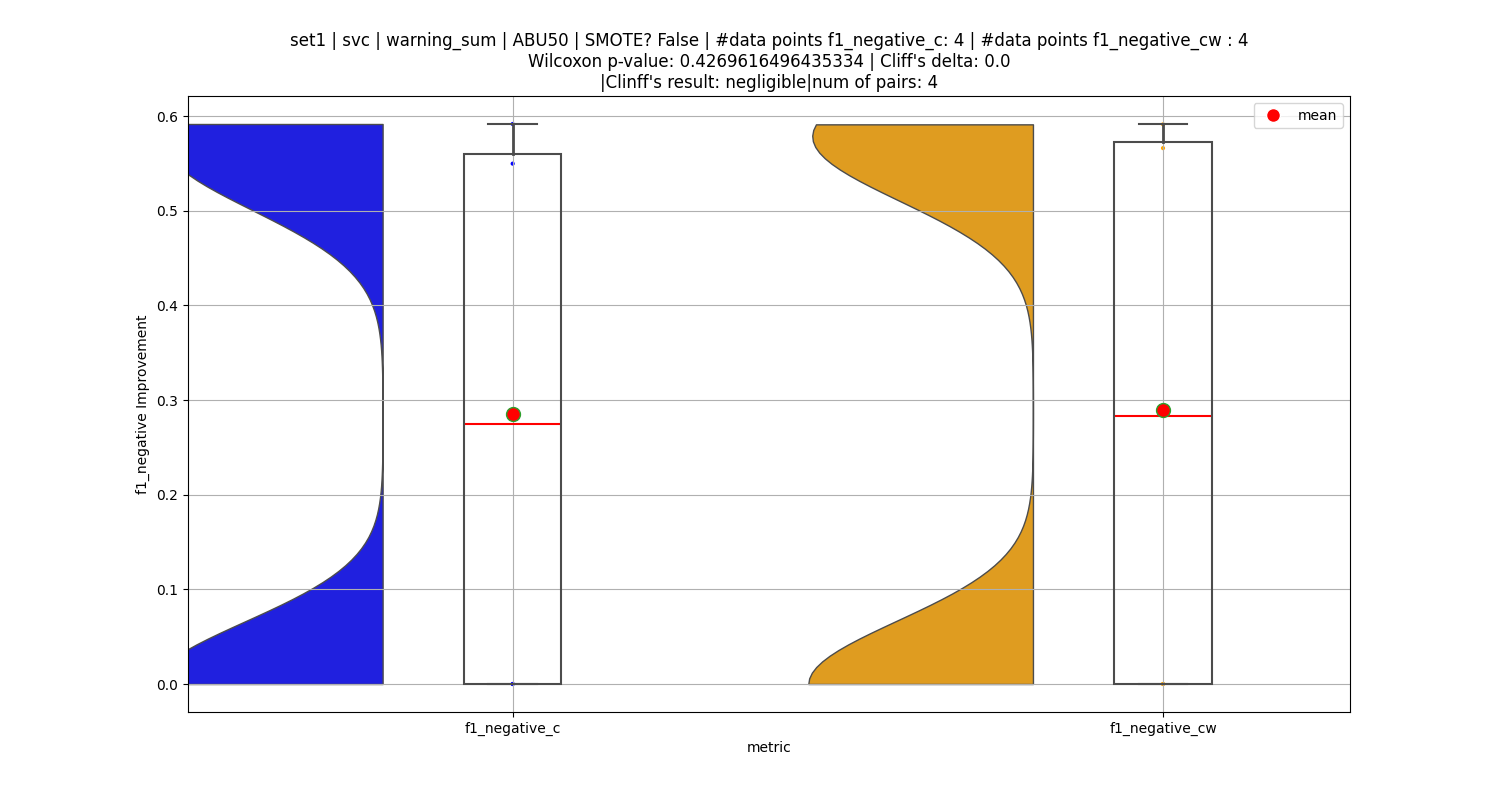 set1 | svc | warning_sum | ABU50 | SMOTE? False | #data points f1_negative_c: 4 | #data points f1_negative_cw : 4
Wilcoxon p-value: 0.4269616496435334 | Cliff's delta: 0.0
|Clinff's result: negligible|num of pairs: 4
mean
0.6
0.5
0.4
0.3
0.2
0.1
0.0
f1_negative Improvement
f1_negative_c
f1_negative_cw
metric